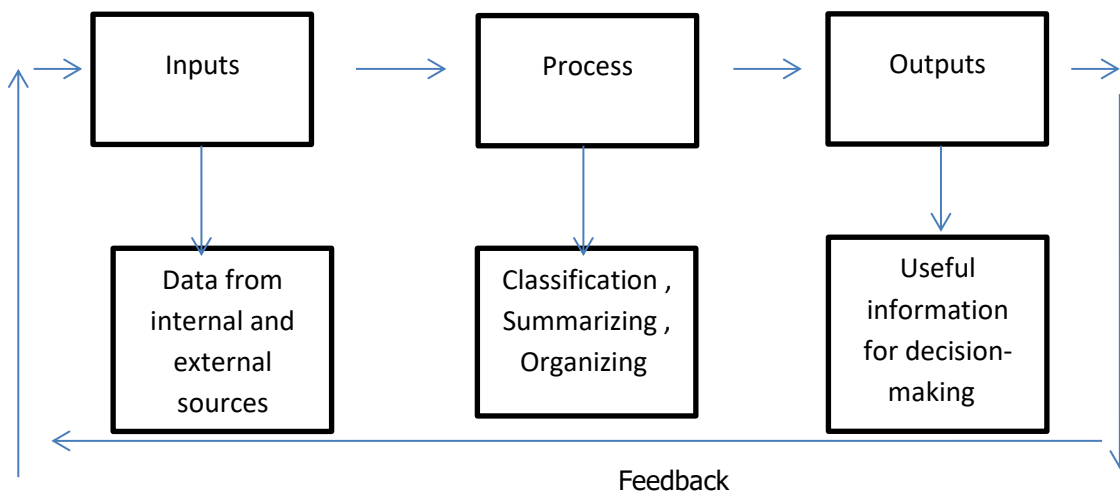 Inputs
Process
Outputs
Data from
internal and
external
sources
Classification ,
Summarizing ,
Organizing
Useful
information
for decision-
making
Feedback